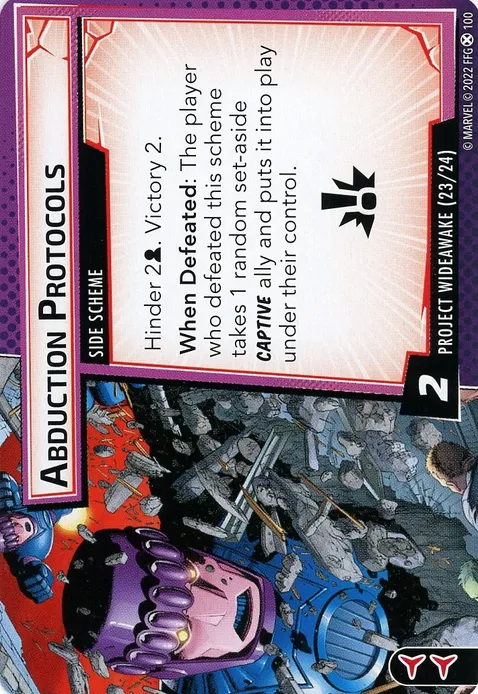 ABDUCTION PROTOCOLS
SIDE SCHEME
Hinder 2. Victory 2.
When Defeated: The player
who defeated this scheme
takes 1 random set-aside
CAPTIVE ally and puts it into play
under their control.
2
PROJECT WIDEAWAKE (23/24)
© MARVEL © 2022 FFG 100